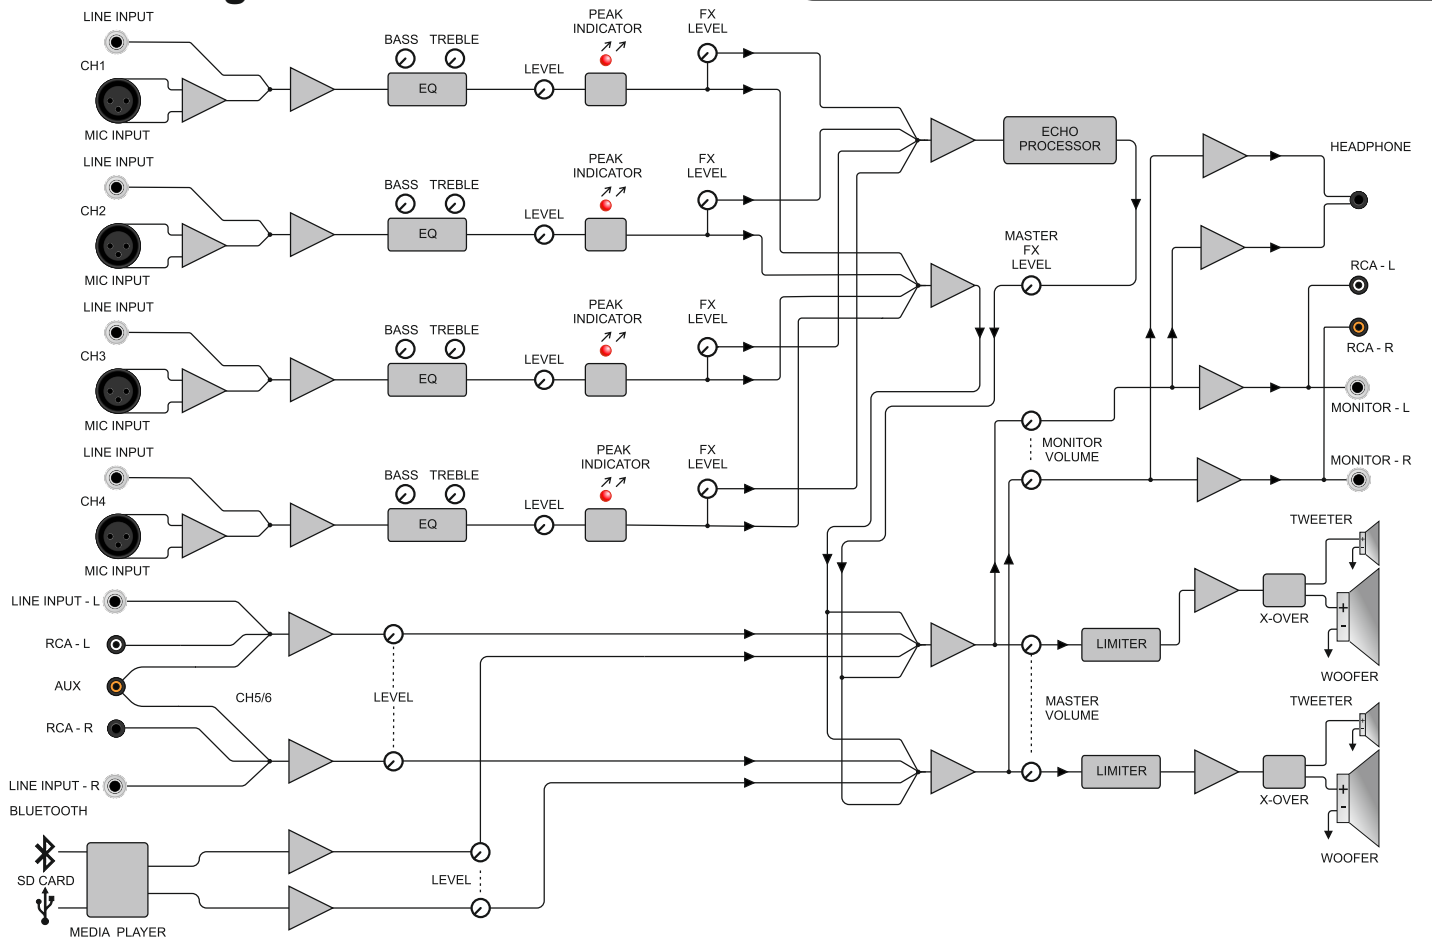 LINE INPUT
CH1
MIC INPUT
BASS TREBLE
EQ
LEVEL
PEAK
INDICATOR
FX
LEVEL
LINE INPUT
CH2
MIC INPUT
BASS TREBLE
EQ
LEVEL
PEAK
INDICATOR
FX
LEVEL
LINE INPUT
CH3
MIC INPUT
BASS TREBLE
EQ
LEVEL
PEAK
INDICATOR
FX
LEVEL
LINE INPUT
CH4
MIC INPUT
BASS TREBLE
EQ
LEVEL
PEAK
INDICATOR
FX
LEVEL
ECHO
PROCESSOR
MASTER
FX
LEVEL
HEADPHONE
RCA - L
RCA - R
MONITOR - L
MONITOR - R
MONITOR
VOLUME
LINE INPUT - L
RCA - L
AUX
RCA - R
LINE INPUT - R
CH5/6
LEVEL
BLUETOOTH
SD CARD
MEDIA PLAYER
LEVEL
MASTER
VOLUME
LIMITER
X-OVER
TWEETER
+
-
+
-
WOOFER
LIMITER
X-OVER
TWEETER
+
-
+
-
WOOFER